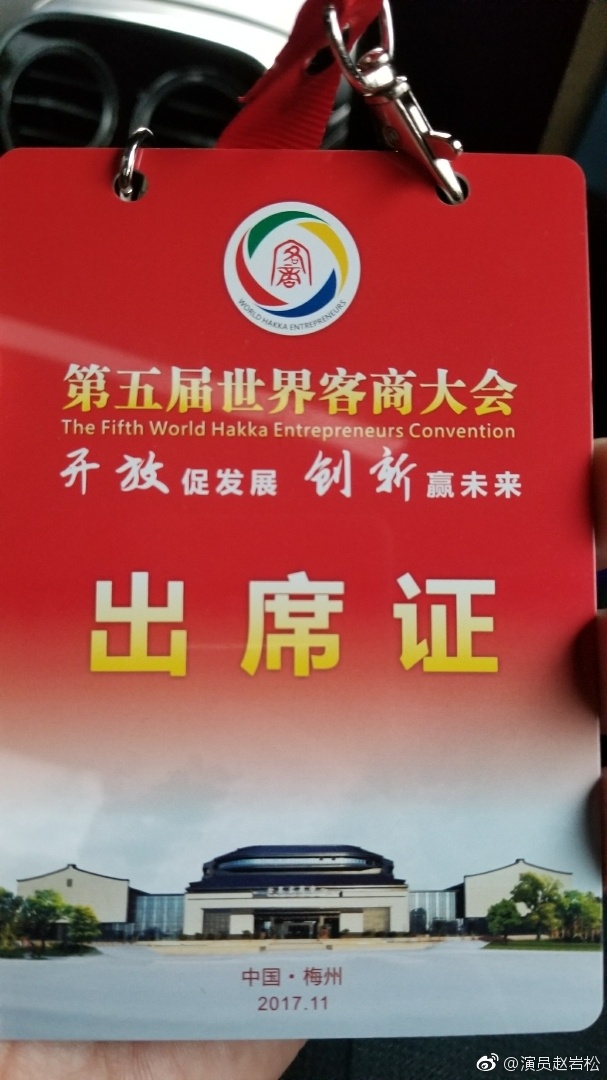 客商
WORLD HAKKA ENTREPRENEURS
第五届世界客商大会
The Fifth World Hakka Entrepreneurs Convention
开放促发展 创新赢未来
出席证
中国·梅州
2017.11
@演员赵岩松